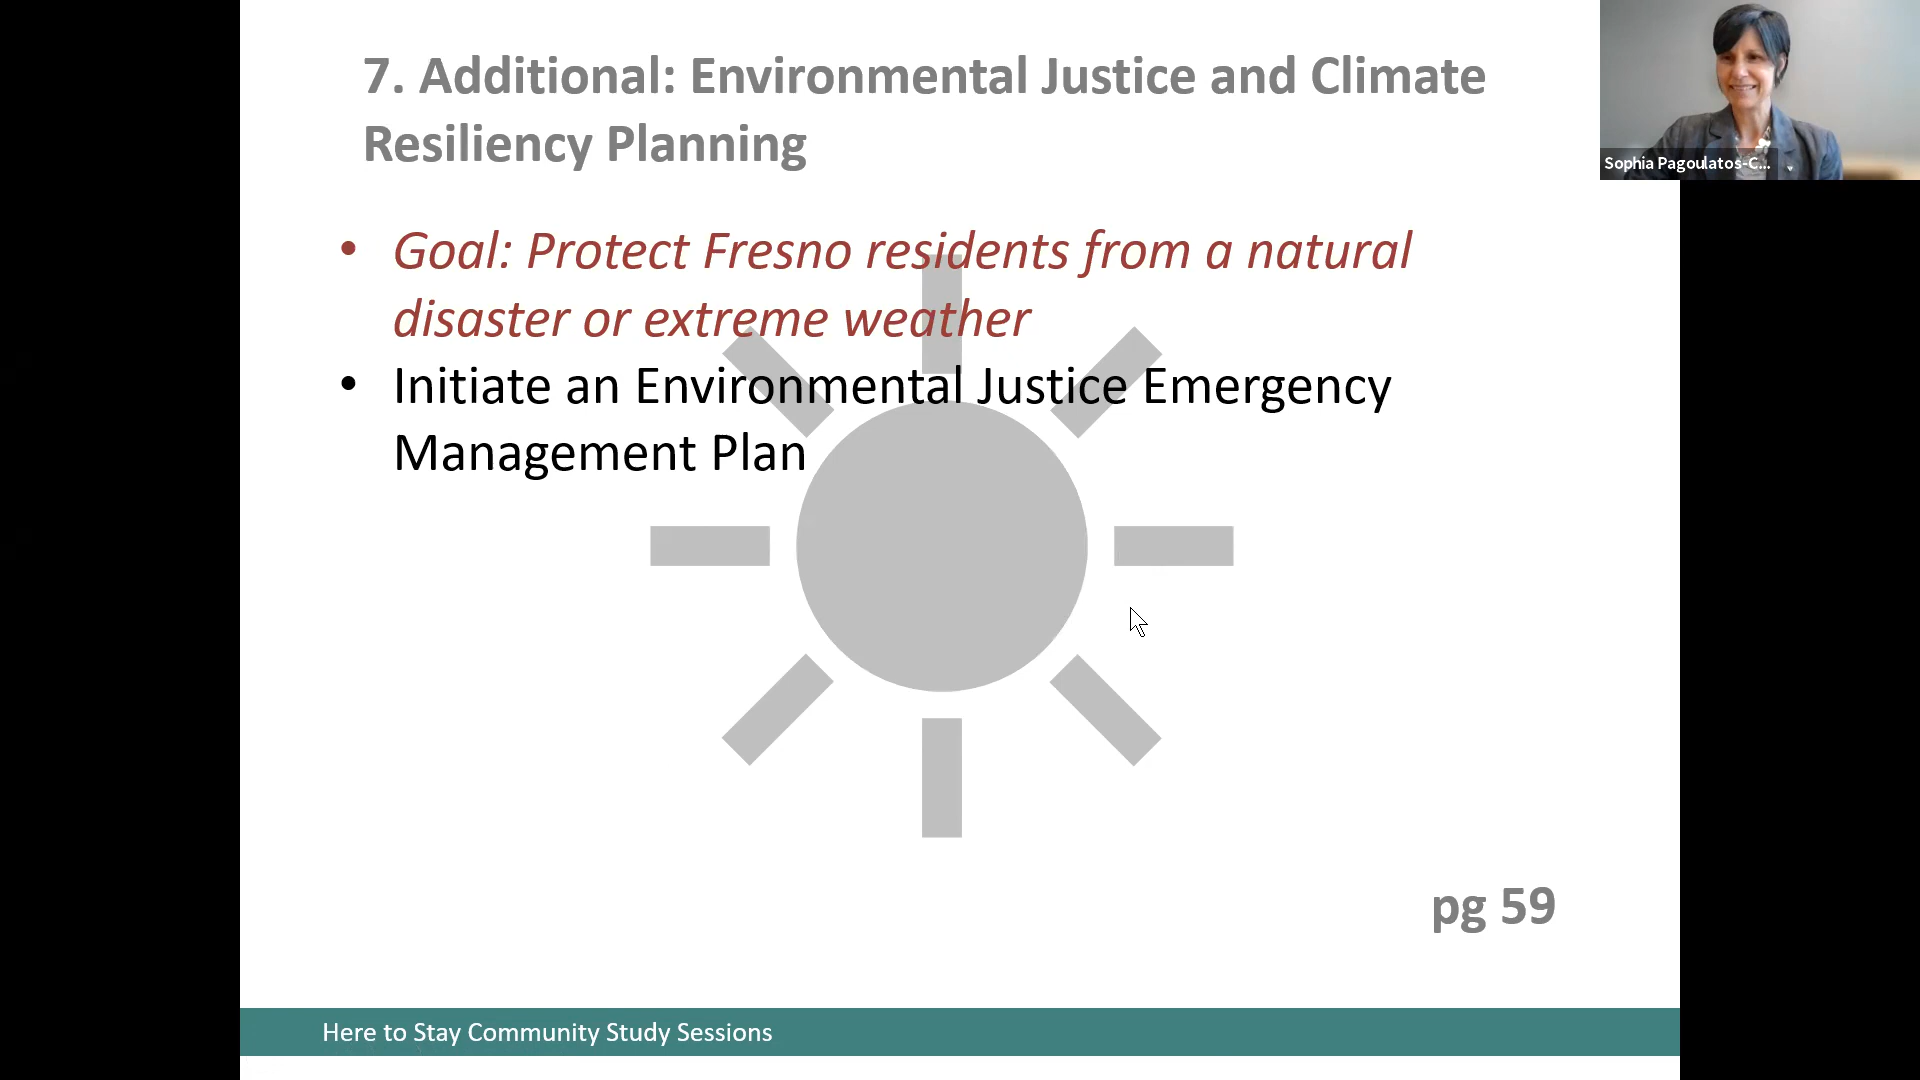 7. Additional: Environmental Justice and Climate
Resiliency Planning
Sophia Pagoulatos-C...
• Goal: Protect Fresno residents from a natural
disaster or extreme weather
• Initiate an Environmental Justice Emergency
Management Plan
pg 59
Here to Stay Community Study Sessions